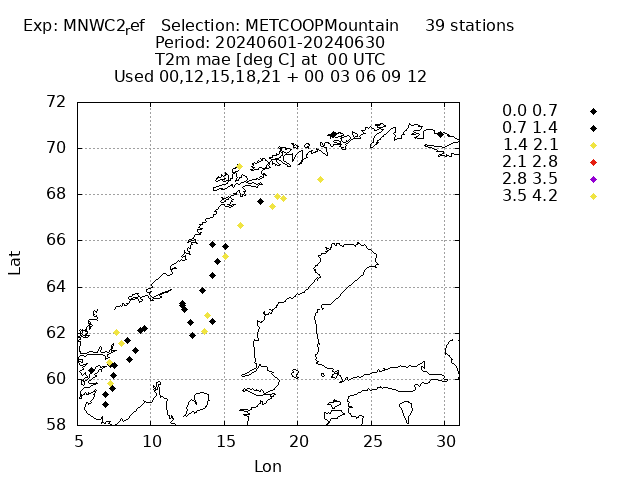 Exp: MNWC2ref   Selection: METCOOPMountain     39 stations
Period: 20240601-20240630
T2m mae [deg C] at  00 UTC
Used 00,12,15,18,21 + 00 03 06 09 12
0.0 0.7
0.7 1.4
1.4 2.1
2.1 2.8
2.8 3.5
3.5 4.2
72
70
68
66
64
62
60
58
Lat
5 10 15 20 25 30
Lon